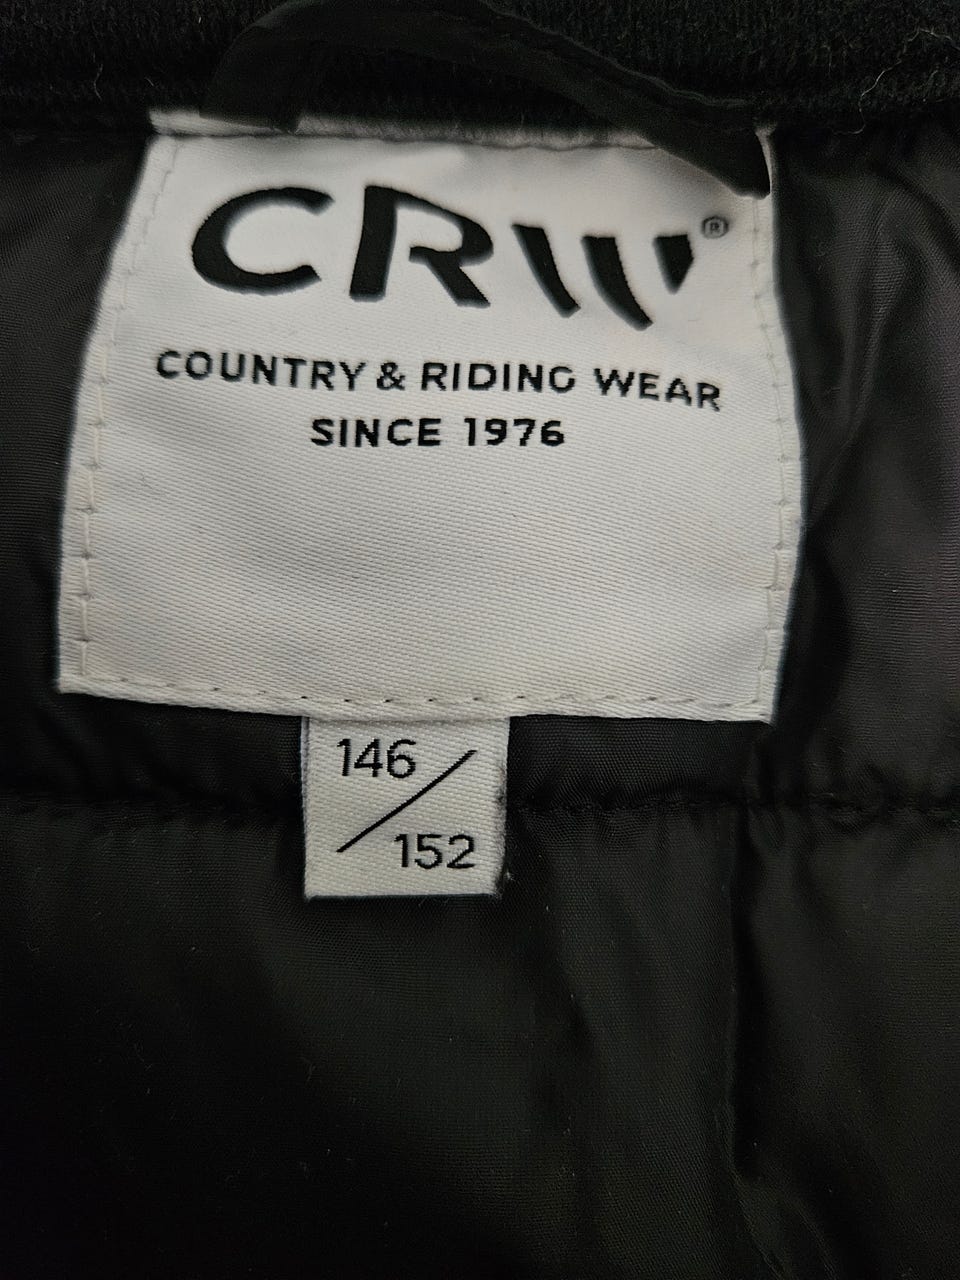 CRW®
COUNTRY & RIDING WEAR
SINCE 1976
146/
152